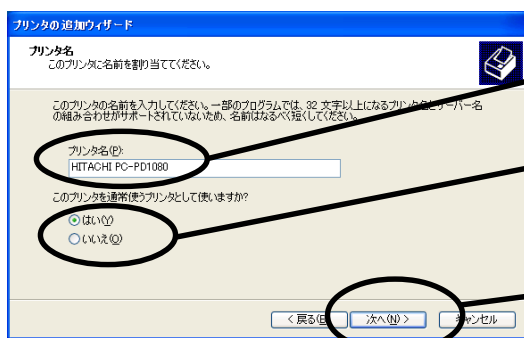 プリンタの追加ウィザード
プリンタ名
このプリンタに名前を割り当ててください。
このプリンタの名前を入力してください。一部のプログラムでは、32 文字以上になるプリンタ名とサーバー名
の組み合わせがサポートされていないため、名前はなるべく短くしてください。
プリンタ名(P):
HITACHI PC-PD1080
このプリンタを通常使うプリンタとして使いますか?
はい(Y)
いいえ(O)
< 戻る(B) 次へ(N) > キャンセル